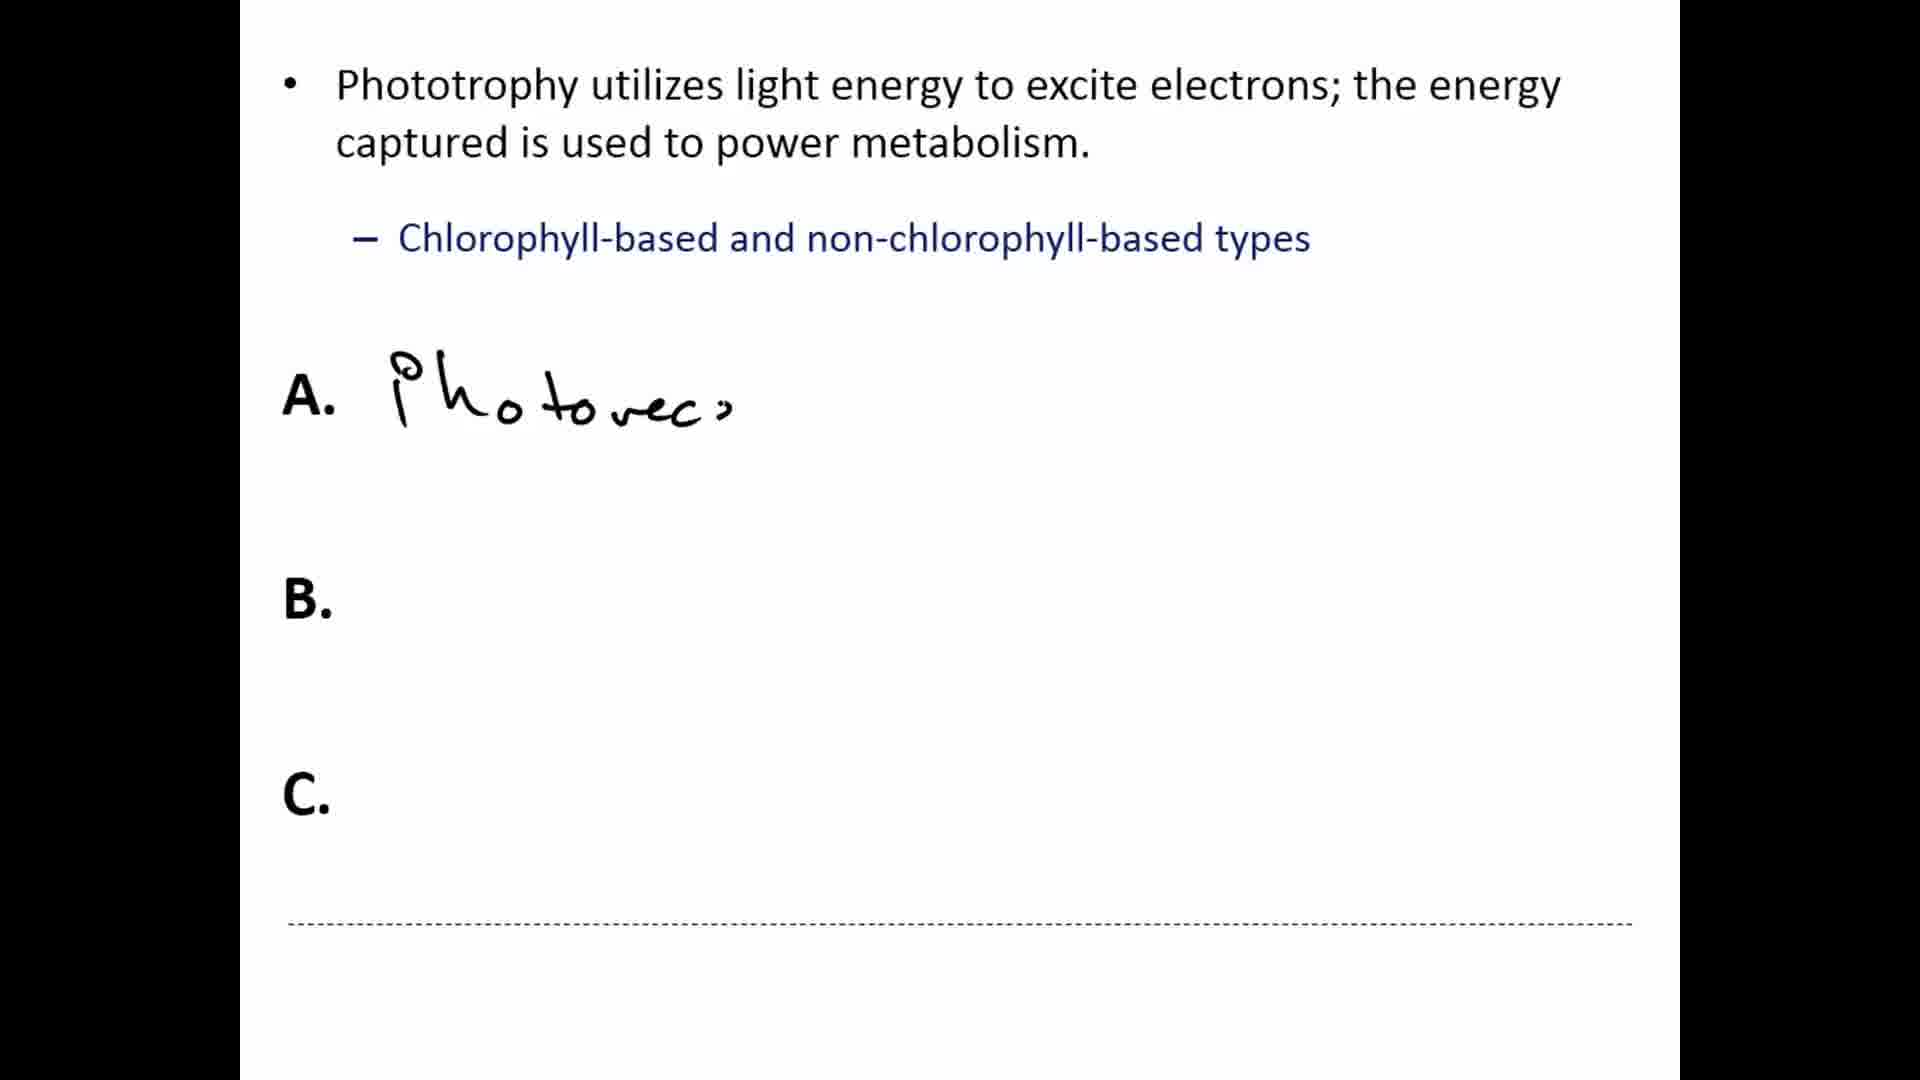 • Phototrophy utilizes light energy to excite electrons; the energy
captured is used to power metabolism.
– Chlorophyll-based and non-chlorophyll-based types
A. Photorec
B.
C.